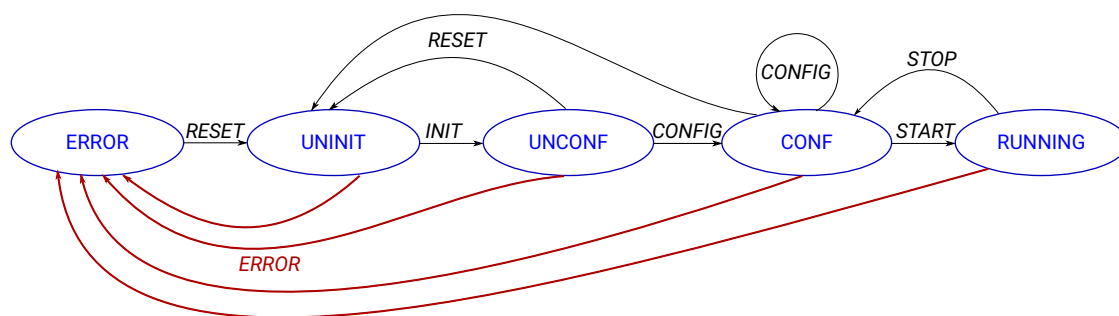 RESET
CONFIG
STOP
RESET
INIT
CONFIG
START
ERROR
UNINIT
UNCONF
CONF
RUNNING
ERROR